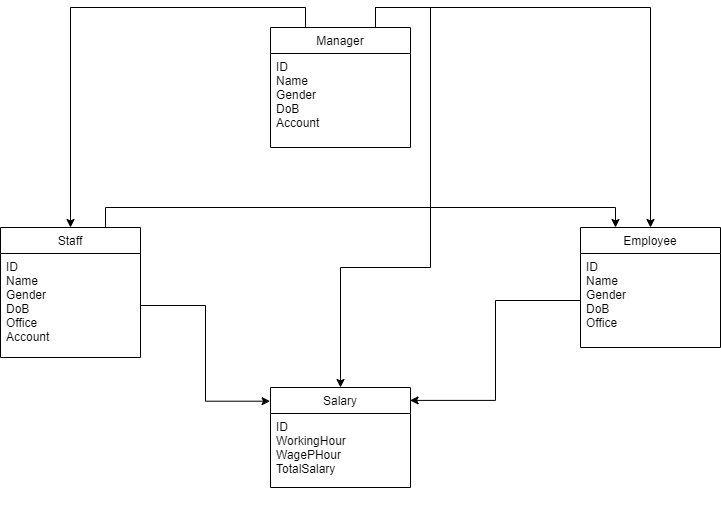 Manager
ID
Name
Gender
DoB
Account
Staff
ID
Name
Gender
DoB
Office
Account
Employee
ID
Name
Gender
DoB
Office
Salary
ID
WorkingHour
WagePHour
TotalSalary